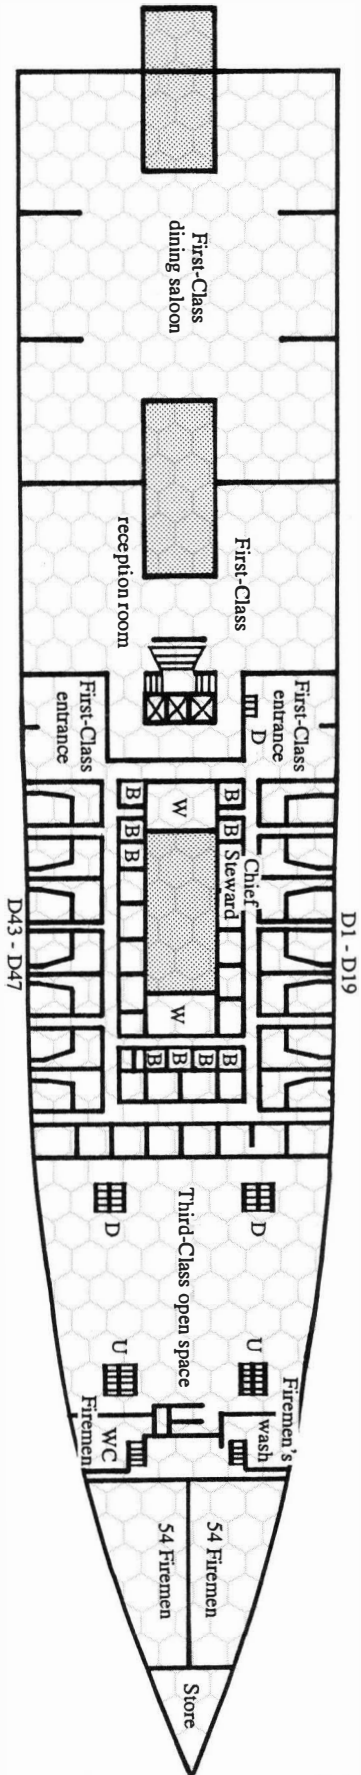 First-Class
dining saloon
First-Class
reception room
First-Class
entrance
D
First-Class
entrance
B
W
B
B
B
B
Chief
Steward
D1 - D19
D43 - D47
W
B
B
B
B
D
D
Third-Class open space
U
U
Firemen's
wash
WC
Firemen
54 Firemen
54 Firemen
Store